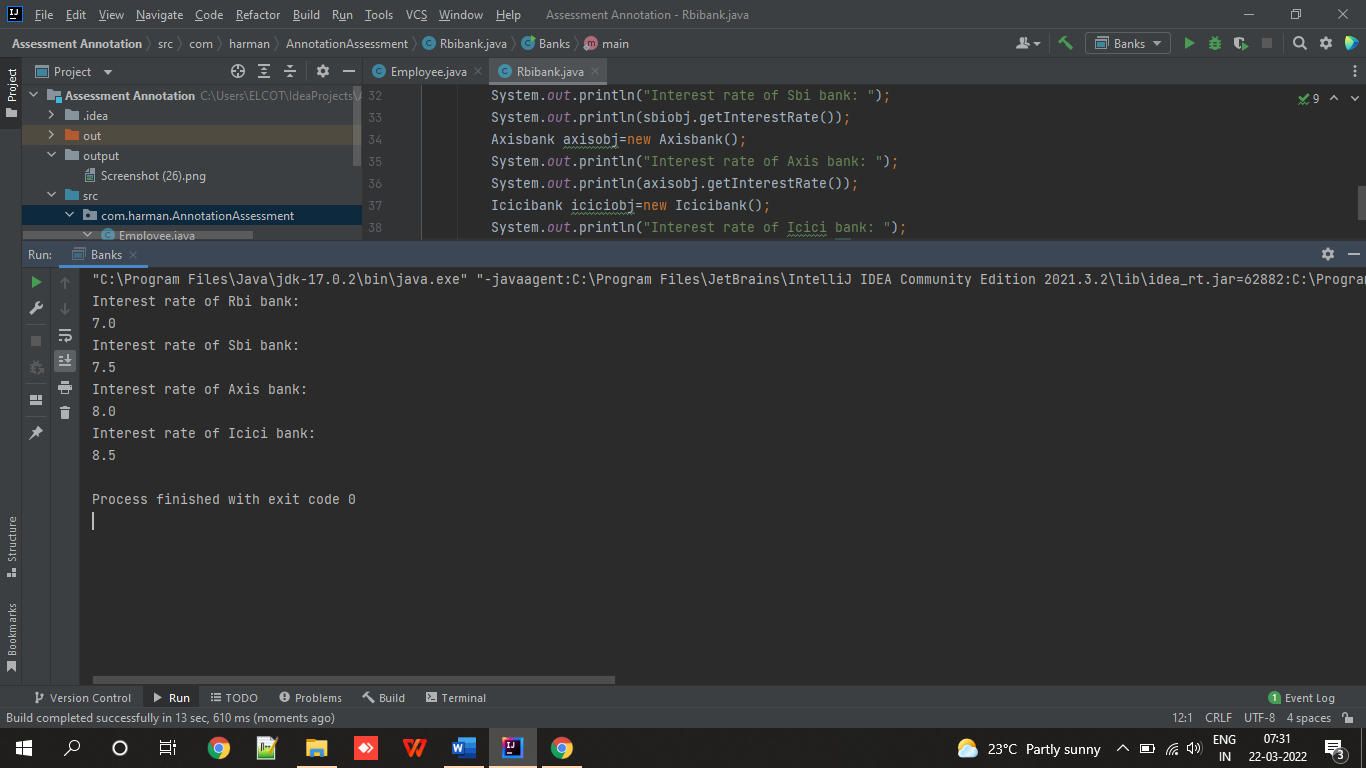 File Edit View Navigate Code Refactor Build Run Tools VCS Window Help Assessment Annotation - Rbibank.java
Assessment Annotation src com harman AnnotationAssessment Rbibank.java Banks main Banks
Project Employee.java Rbibank.java
Project
Assessment Annotation C:\Users\ELCOT\IdeaProjects\A
.idea
out
output
Screenshot (26).png
src
com.harman.AnnotationAssessment
Employee.java
32 System.out.println("Interest rate of Sbi bank: ");
33 System.out.println(sbiobj.getInterestRate());
34 Axisbank axisobj=new Axisbank();
35 System.out.println("Interest rate of Axis bank: ");
36 System.out.println(axisobj.getInterestRate());
37 Icicibank iciciobj=new Icicibank();
38 System.out.println("Interest rate of Icici bank: ");
9
Run: Banks
"C:\Program Files\Java\jdk-17.0.2\bin\java.exe" "-javaagent:C:\Program Files\JetBrains\IntelliJ IDEA Community Edition 2021.3.2\lib\idea_rt.jar=62882:C:\Program
Interest rate of Rbi bank:
7.0
Interest rate of Sbi bank:
7.5
Interest rate of Axis bank:
8.0
Interest rate of Icici bank:
8.5
Process finished with exit code 0
Structure
Bookmarks
Version Control Run TODO Problems Build Terminal 1 Event Log
Build completed successfully in 13 sec, 610 ms (moments ago) 12:1 CRLF UTF-8 4 spaces
23°C Partly sunny ENG IN 07:31 22-03-2022 3